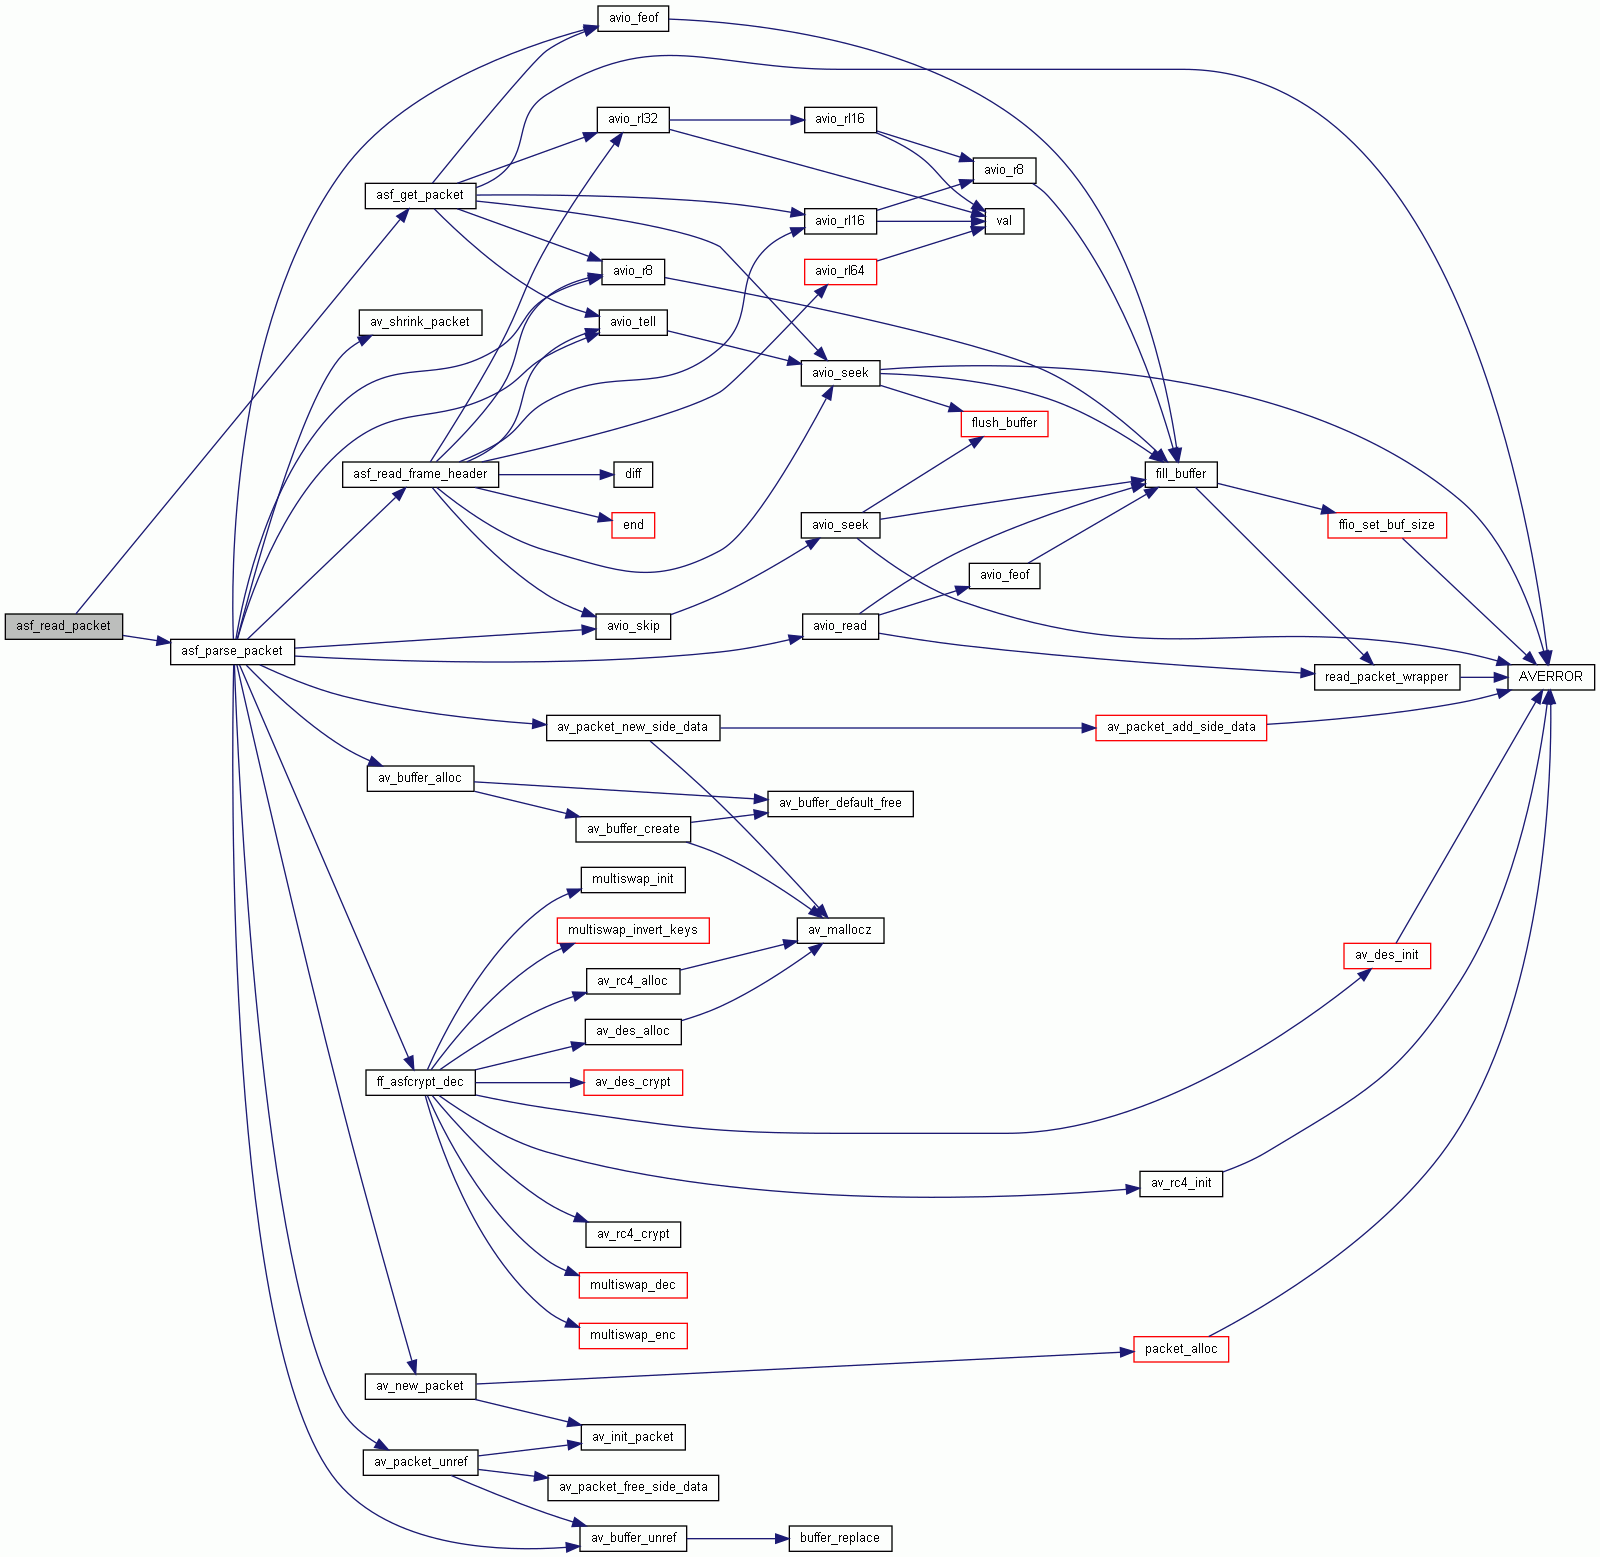 avio_feof
avio_rl32
avio_rl16
avio_r8
asf_get_packet
avio_rl16
val
avio_r8
avio_rl64
av_shrink_packet
avio_tell
avio_seek
flush_buffer
asf_read_frame_header
diff
fill_buffer
end
avio_seek
ffio_set_buf_size
avio_feof
asf_read_packet
avio_skip
avio_read
asf_parse_packet
read_packet_wrapper
AVERROR
av_packet_new_side_data
av_packet_add_side_data
av_buffer_alloc
av_buffer_default_free
av_buffer_create
multiswap_init
multiswap_invert_keys
av_mallocz
av_des_init
av_rc4_alloc
av_des_alloc
ff_asfcrypt_dec
av_des_crypt
av_rc4_init
av_rc4_crypt
multiswap_dec
multiswap_enc
packet_alloc
av_new_packet
av_init_packet
av_packet_unref
av_packet_free_side_data
av_buffer_unref
buffer_replace